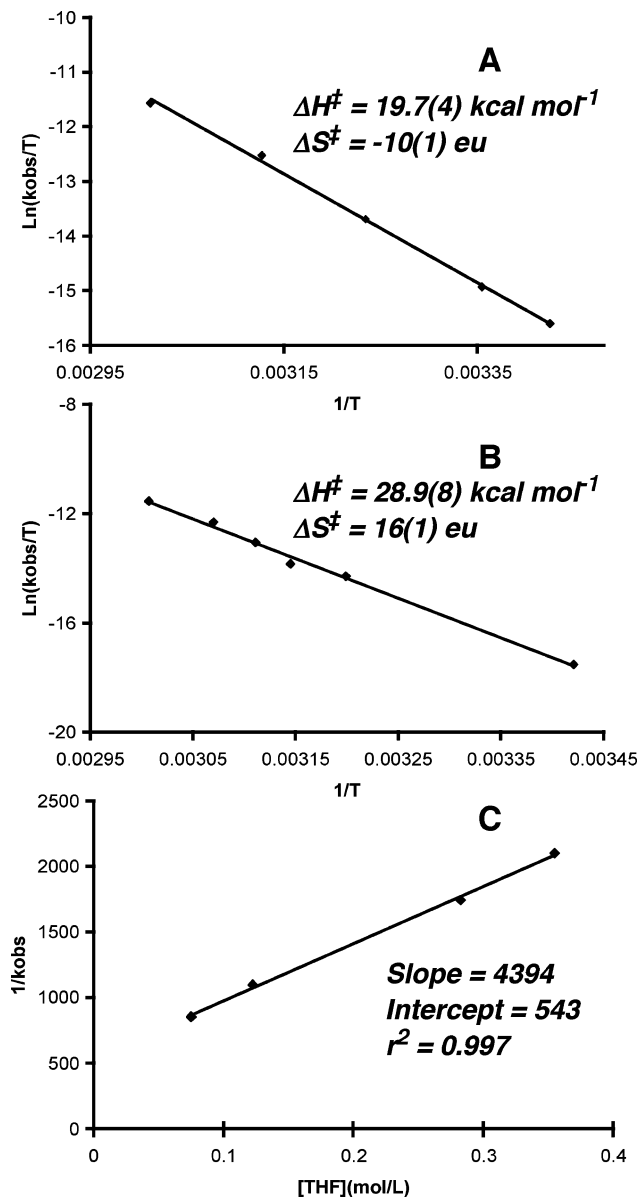 A
ΔH‡ = 19.7(4) kcal mol-1
ΔS‡ = -10(1) eu
Ln(kobs/T)
-10
-11
-12
-13
-14
-15
-16
0.00295 0.00315 0.00335
1/T
B
ΔH‡ = 28.9(8) kcal mol-1
ΔS‡ = 16(1) eu
Ln(kobs/T)
-8
-12
-16
-20
0.00295 0.00305 0.00315 0.00325 0.00335 0.00345
1/T
C
1/kobs
2500
2000
1500
1000
500
0
Slope = 4394
Intercept = 543
r2 = 0.997
0 0.1 0.2 0.3 0.4
[THF](mol/L)